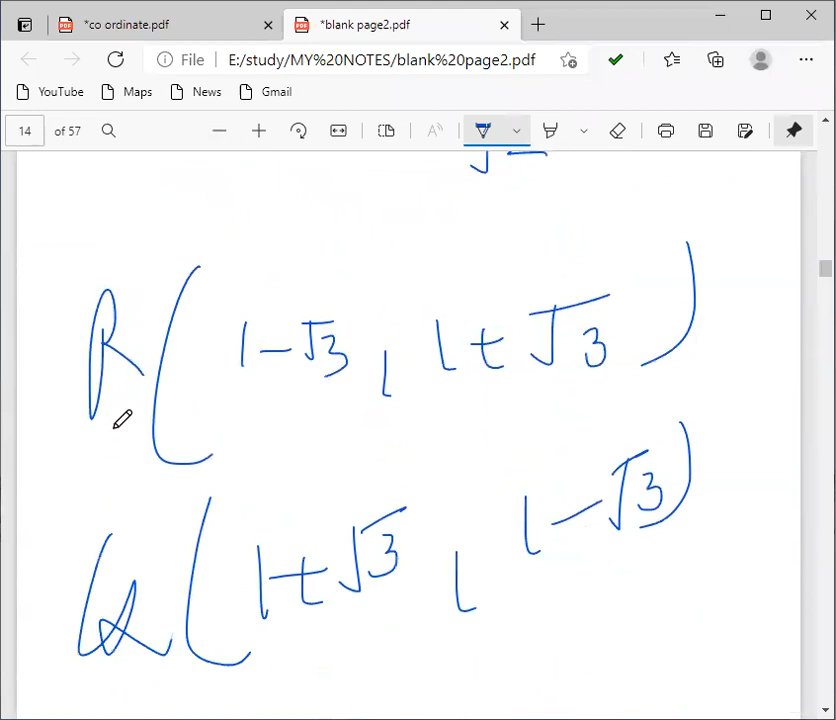 *co ordinate.pdf
*blank page2.pdf
File E:/study/MY%20NOTES/blank%20page2.pdf
YouTube Maps News Gmail
14 of 57
R(1-√3, 1+√3)
Q(1+√3, 1-√3)